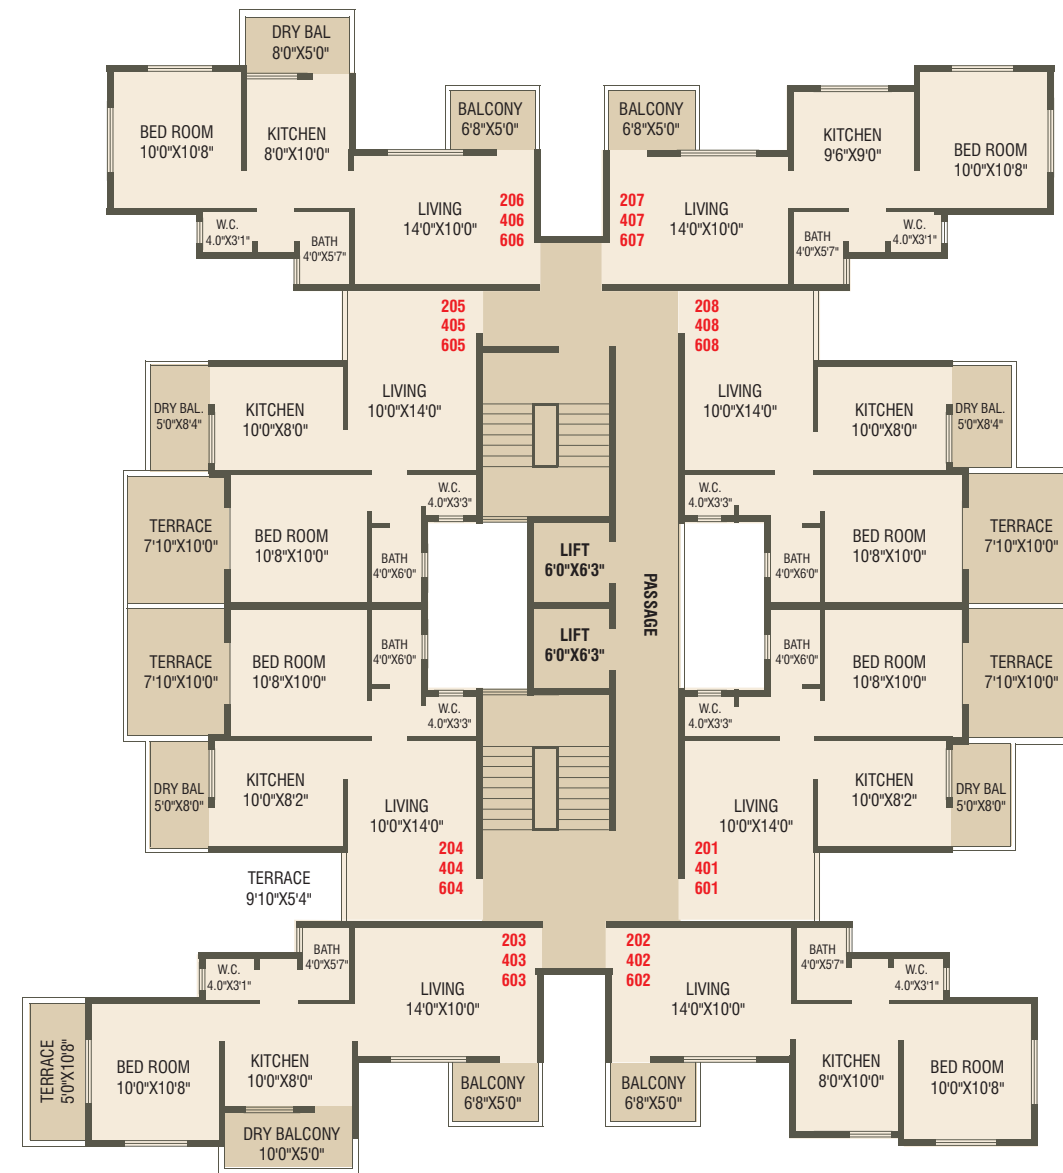 DRY BAL
8'0"X5'0"
BALCONY
6'8"X5'0"
BALCONY
6'8"X5'0"
BED ROOM
10'0"X10'8"
KITCHEN
8'0"X10'0"
KITCHEN
9'6"X9'0"
BED ROOM
10'0"X10'8"
LIVING
14'0"X10'0"
206
406
606
207
407
607
LIVING
14'0"X10'0"
W.C.
4.0"X3'1"
BATH
4'0"X5'7"
BATH
4'0"X5'7"
W.C.
4.0"X3'1"
205
405
605
208
408
608
DRY BAL.
5'0"X8'4"
KITCHEN
10'0"X8'0"
LIVING
10'0"X14'0"
LIVING
10'0"X14'0"
KITCHEN
10'0"X8'0"
DRY BAL.
5'0"X8'4"
W.C.
4.0"X3'3"
W.C.
4.0"X3'3"
TERRACE
7'10"X10'0"
BED ROOM
10'8"X10'0"
BATH
4'0"X6'0"
LIFT
6'0"X6'3"
BATH
4'0"X6'0"
BED ROOM
10'8"X10'0"
TERRACE
7'10"X10'0"
PASSAGE
TERRACE
7'10"X10'0"
BED ROOM
10'8"X10'0"
BATH
4'0"X6'0"
LIFT
6'0"X6'3"
BATH
4'0"X6'0"
BED ROOM
10'8"X10'0"
TERRACE
7'10"X10'0"
W.C.
4.0"X3'3"
W.C.
4.0"X3'3"
DRY BAL
5'0"X8'0"
KITCHEN
10'0"X8'2"
LIVING
10'0"X14'0"
LIVING
10'0"X14'0"
KITCHEN
10'0"X8'2"
DRY BAL
5'0"X8'0"
204
404
604
201
401
601
TERRACE
9'10"X5'4"
203
403
603
202
402
602
BATH
4'0"X5'7"
BATH
4'0"X5'7"
W.C.
4.0"X3'1"
W.C.
4.0"X3'1"
LIVING
14'0"X10'0"
LIVING
14'0"X10'0"
TERRACE
5'0"X10'8"
BED ROOM
10'0"X10'8"
KITCHEN
10'0"X8'0"
KITCHEN
8'0"X10'0"
BED ROOM
10'0"X10'8"
BALCONY
6'8"X5'0"
BALCONY
6'8"X5'0"
DRY BALCONY
10'0"X5'0"